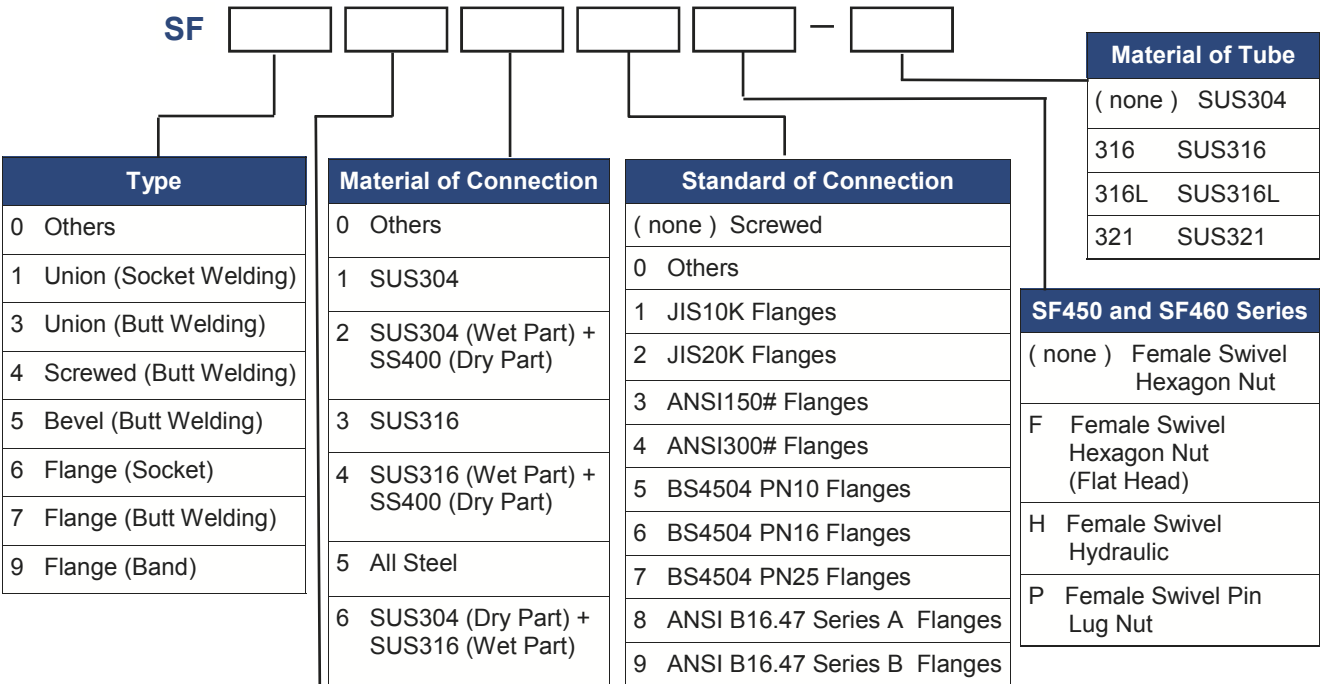 SF —
Material of Tube
( none ) SUS304
316 SUS316
316L SUS316L
321 SUS321
Type
0 Others
1 Union (Socket Welding)
3 Union (Butt Welding)
4 Screwed (Butt Welding)
5 Bevel (Butt Welding)
6 Flange (Socket)
7 Flange (Butt Welding)
9 Flange (Band)
Material of Connection
0 Others
1 SUS304
2 SUS304 (Wet Part) +
SS400 (Dry Part)
3 SUS316
4 SUS316 (Wet Part) +
SS400 (Dry Part)
5 All Steel
6 SUS304 (Dry Part) +
SUS316 (Wet Part)
Standard of Connection
( none ) Screwed
0 Others
1 JIS10K Flanges
2 JIS20K Flanges
3 ANSI150# Flanges
4 ANSI300# Flanges
5 BS4504 PN10 Flanges
6 BS4504 PN16 Flanges
7 BS4504 PN25 Flanges
8 ANSI B16.47 Series A Flanges
9 ANSI B16.47 Series B Flanges
SF450 and SF460 Series
( none ) Female Swivel
Hexagon Nut
F Female Swivel
Hexagon Nut
(Flat Head)
H Female Swivel
Hydraulic
P Female Swivel Pin
Lug Nut